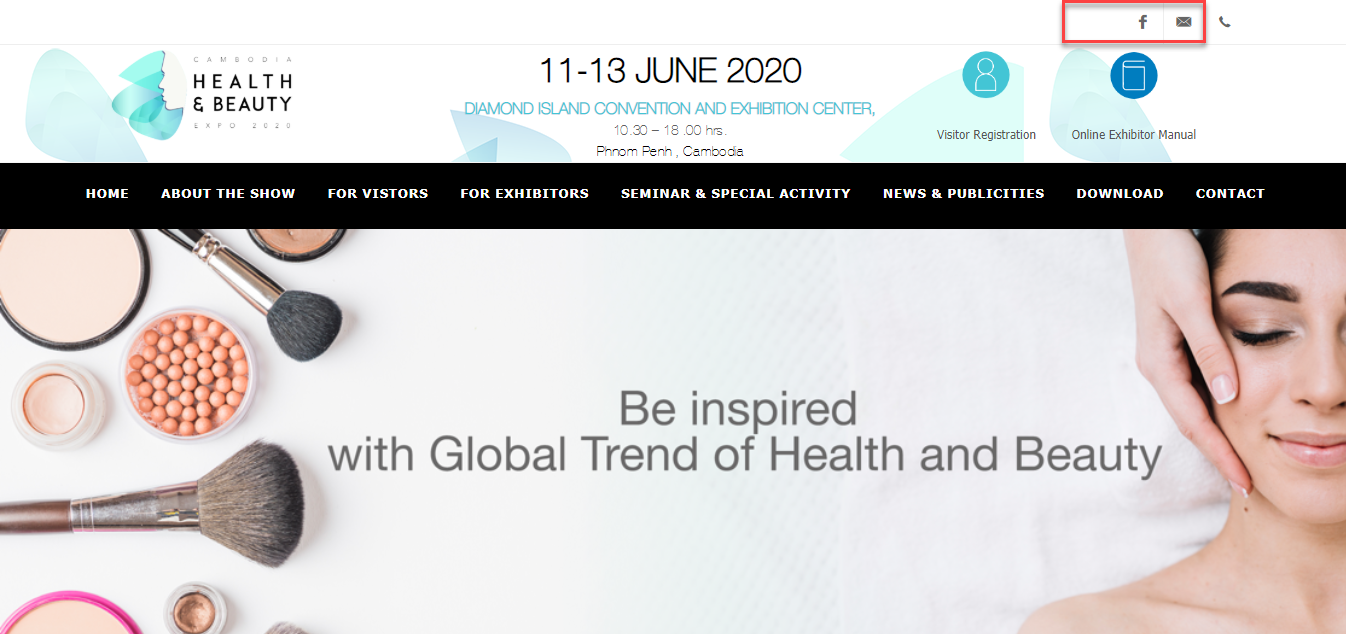 CAMBODIA
HEALTH
& BEAUTY
EXPO 2020
11-13 JUNE 2020
DIAMOND ISLAND CONVENTION AND EXHIBITION CENTER,
10.30 – 18 .00 hrs.
Phnom Penh , Cambodia
Visitor Registration
Online Exhibitor Manual
HOME ABOUT THE SHOW FOR VISTORS FOR EXHIBITORS SEMINAR & SPECIAL ACTIVITY NEWS & PUBLICITIES DOWNLOAD CONTACT
Be inspired
with Global Trend of Health and Beauty